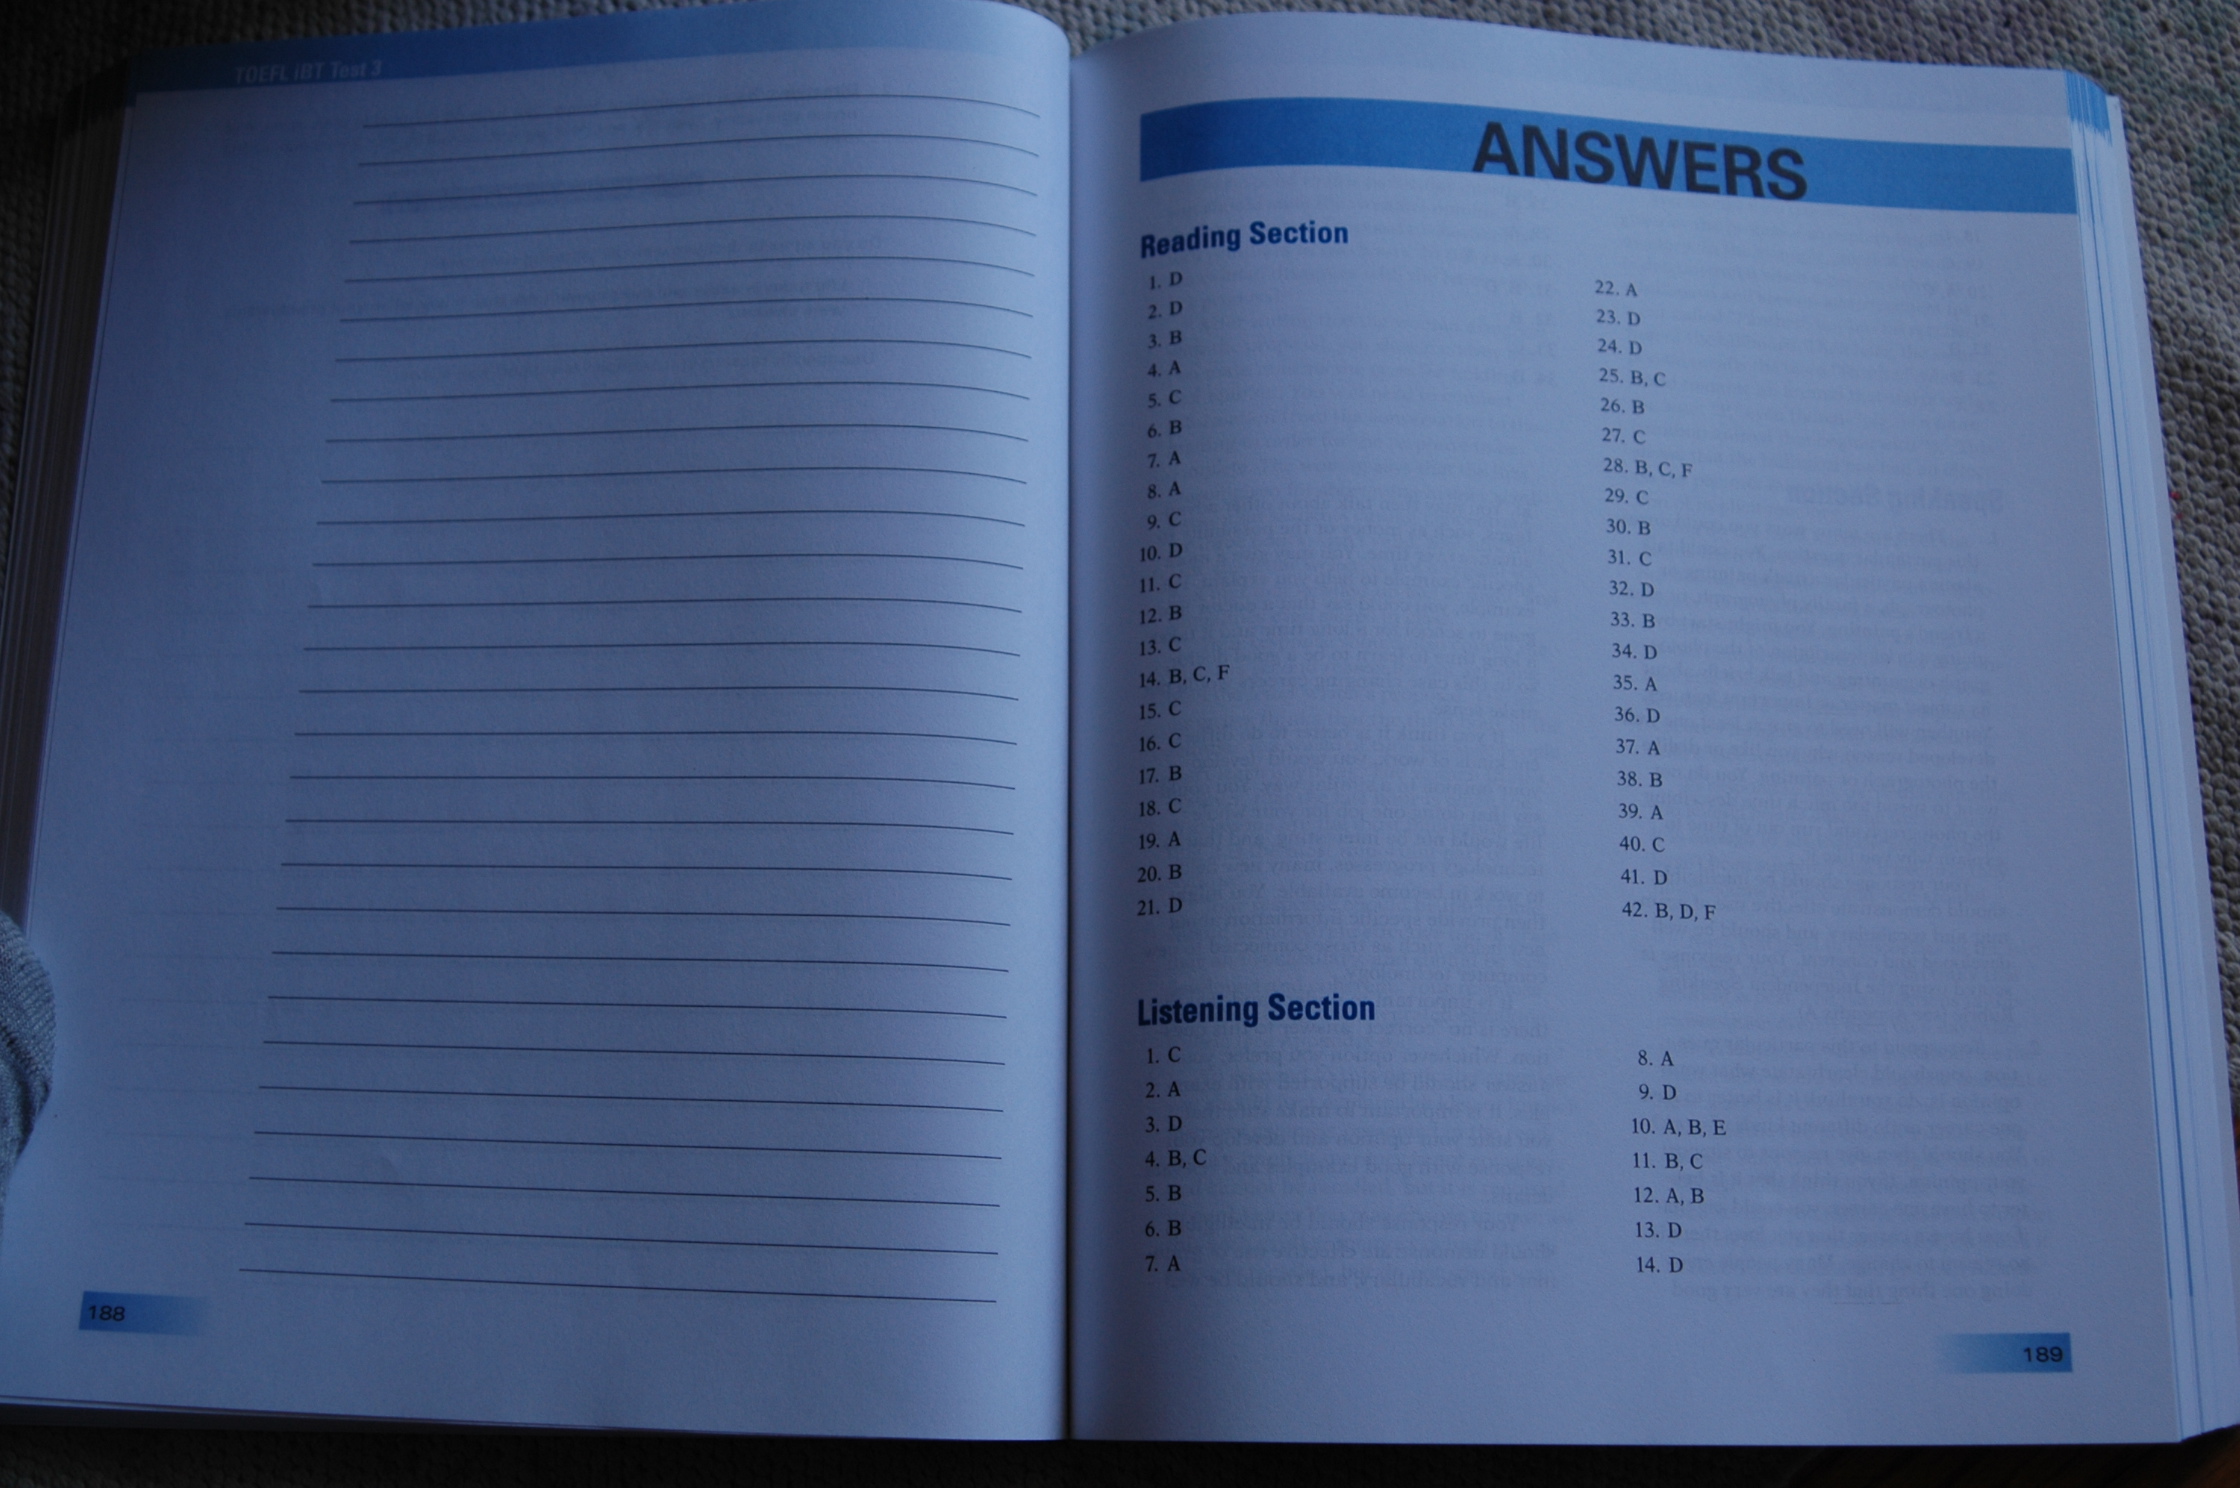 TOEFL iBT Test 3
188
ANSWERS
Reading Section
1. D
2. D
3. B
4. A
5. C
6. B
7. A
8. A
9. C
10. D
11. C
12. B
13. C
14. B, C, F
15. C
16. C
17. B
18. C
19. A
20. B
21. D
22. A
23. D
24. D
25. B, C
26. B
27. C
28. B, C, F
29. C
30. B
31. C
32. D
33. B
34. D
35. A
36. D
37. A
38. B
39. A
40. C
41. D
42. B, D, F
Listening Section
1. C
2. A
3. D
4. B, C
5. B
6. B
7. A
8. A
9. D
10. A, B, E
11. B, C
12. A, B
13. D
14. D
189